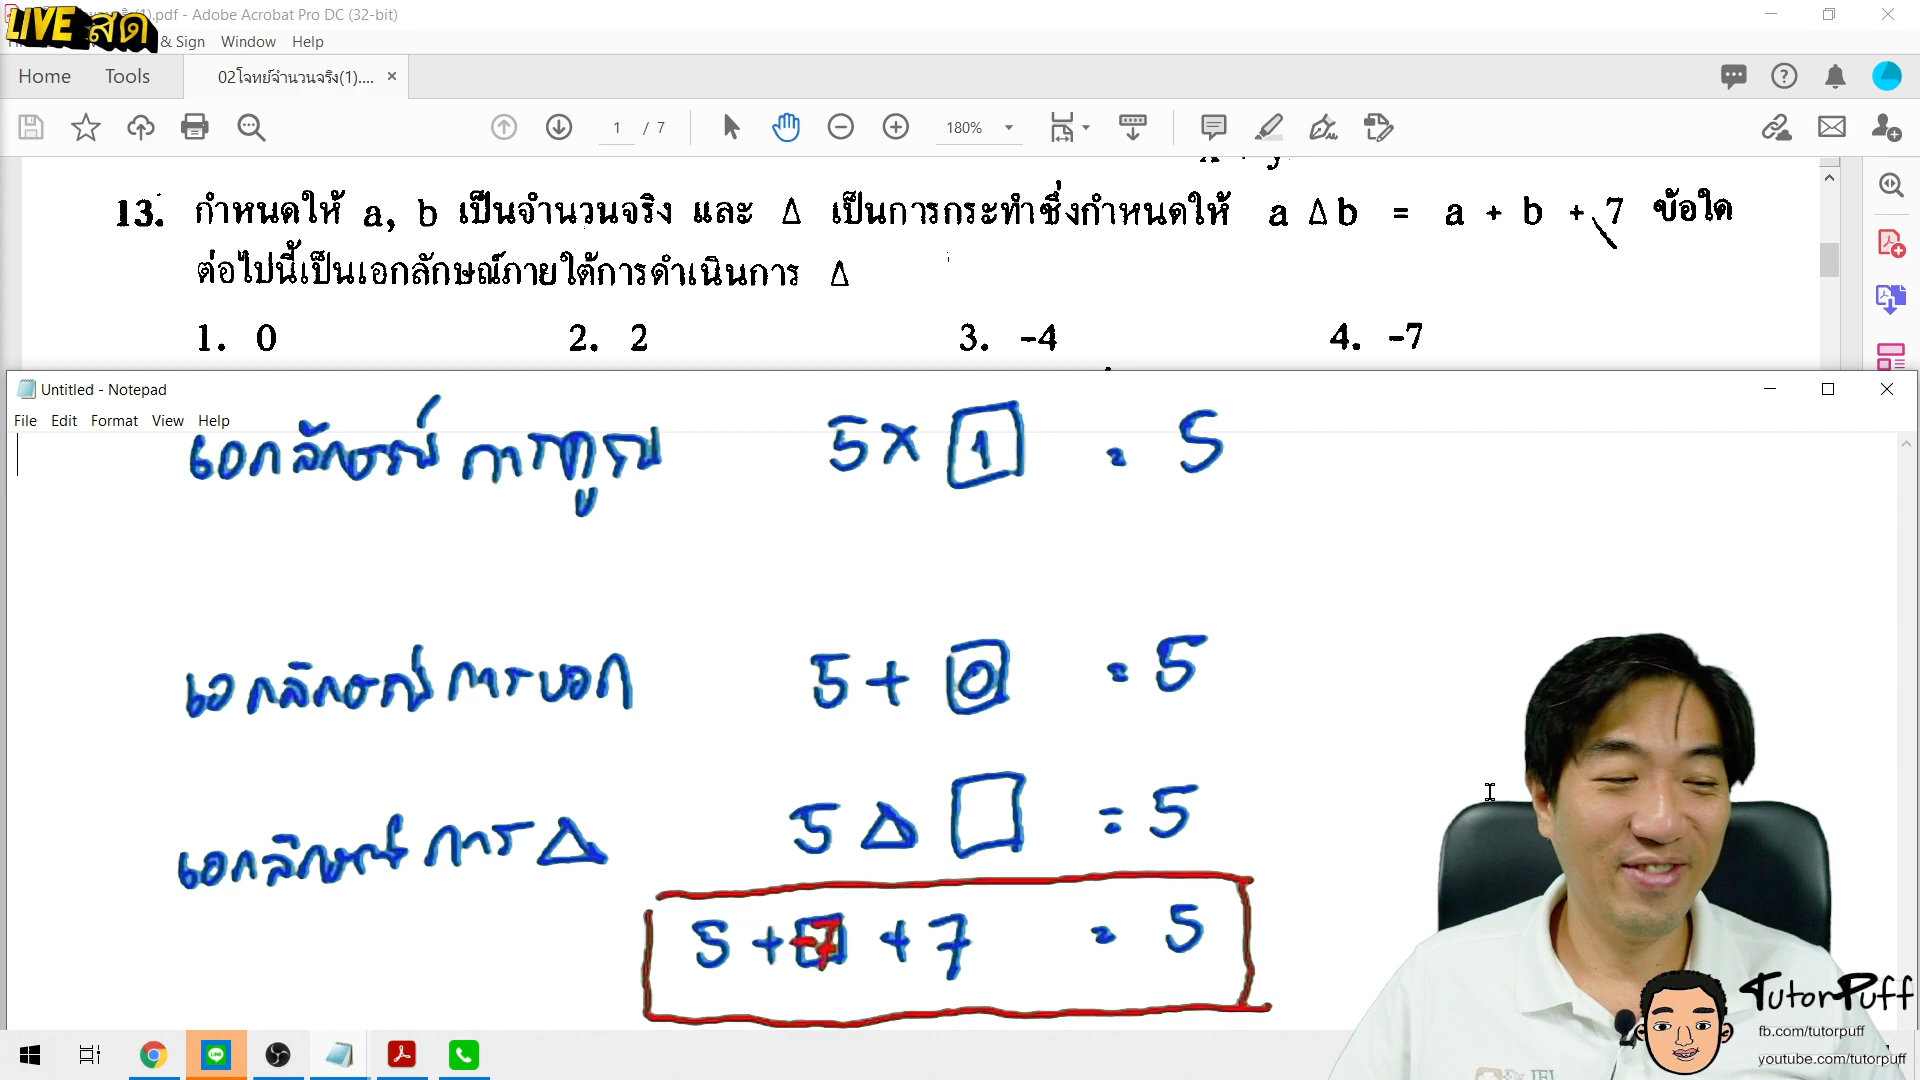 LIVE สด
(1).pdf - Adobe Acrobat Pro DC (32-bit)
& Sign Window Help
Home Tools 02โจทย์จำนวนจริง(1)....
1 / 7 180%
13. กำหนดให้ a, b เป็นจำนวนจริง และ Δ เป็นการกระทำซึ่งกำหนดให้ a Δ b = a + b + 7 ข้อใด
ต่อไปนี้เป็นเอกลักษณ์ภายใต้การดำเนินการ Δ
1. 0 2. 2 3. -4 4. -7
Untitled - Notepad
File Edit Format View Help
เอกลักษณ์ การคูณ 5 × 1 = 5
เอกลักษณ์ การบวก 5 + 0 = 5
เอกลักษณ์ การ Δ 5 Δ □ = 5
5 + -7 + 7 = 5
TutorPuff
fb.com/tutorpuff
youtube.com/tutorpuff